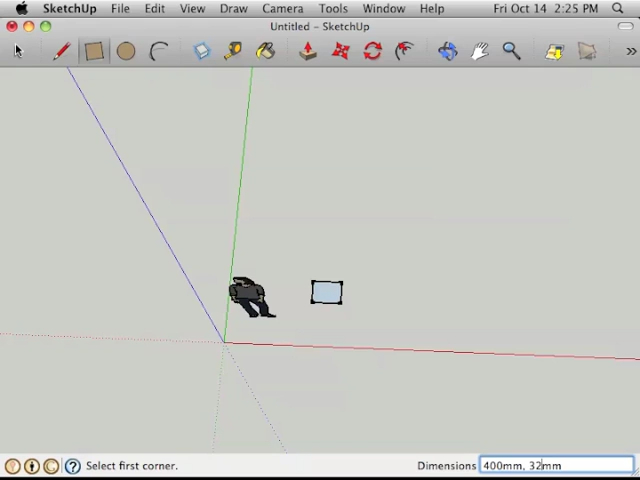 SketchUp File Edit View Draw Camera Tools Window Help Fri Oct 14 2:25 PM
Untitled – SketchUp
»
Select first corner. Dimensions 400mm, 32mm